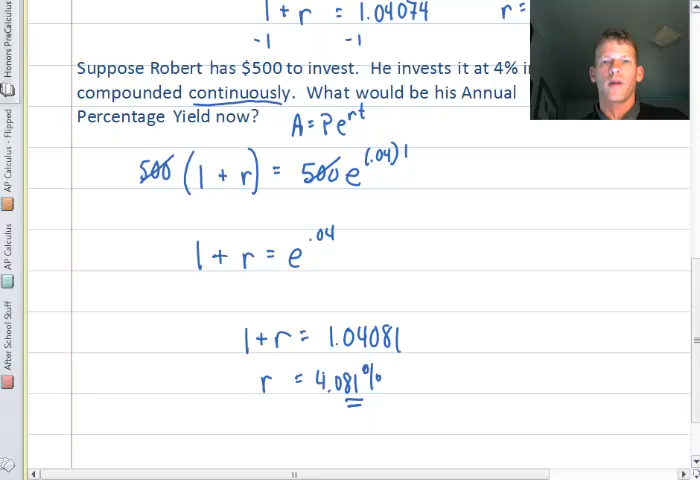 1 + r = 1.04074 r =
-1 -1
Suppose Robert has $500 to invest. He invests it at 4% i
compounded continuously. What would be his Annual
Percentage Yield now? A = Pe^rt
500 (1 + r) = 500e^(.04)1
1 + r = e^.04
1 + r = 1.04081
r = 4.081%
Honors PreCalculus
AP Calculus - Flipped
AP Calculus
After School Stuff